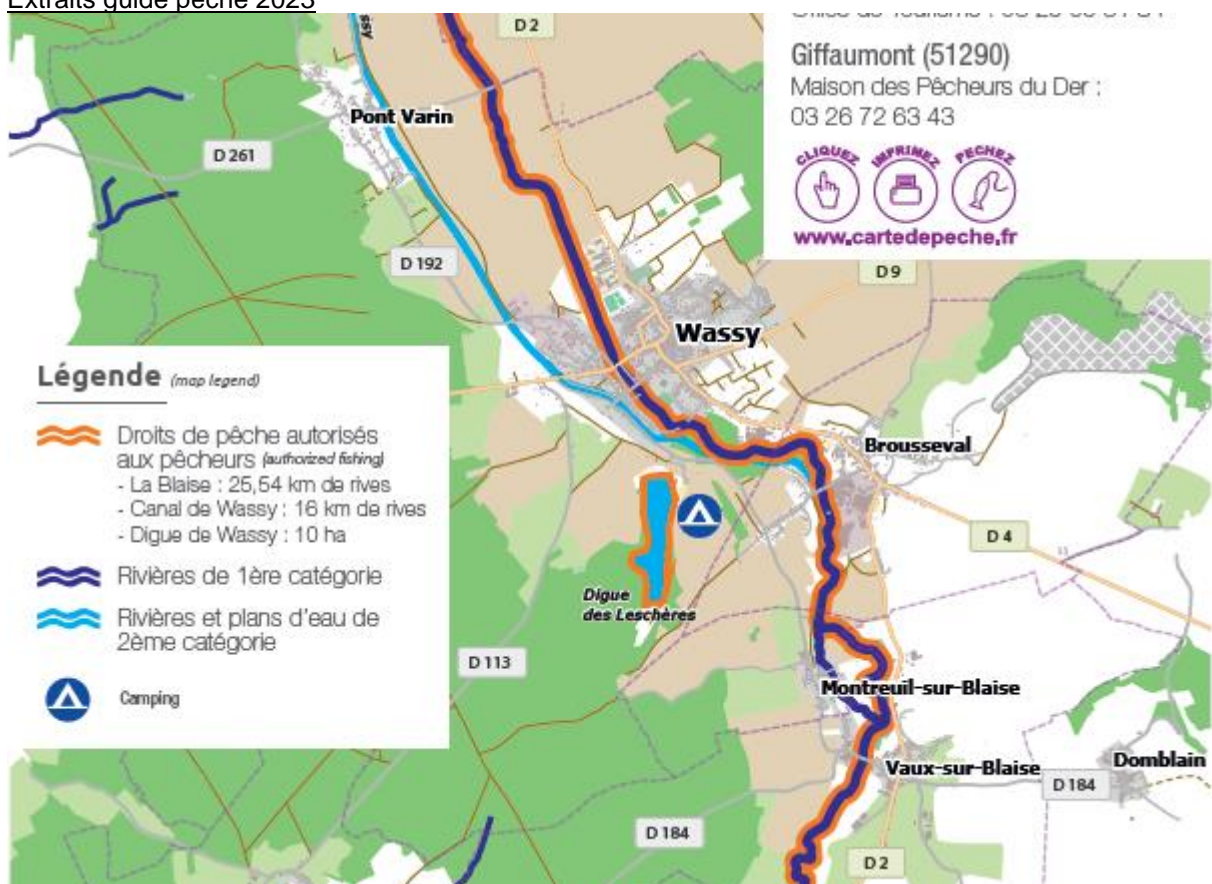 Extraits guide pêche 2023
D 2
Giffaumont (51290)
Maison des Pêcheurs du Der :
03 26 72 63 43
CLIQUEZ
IMPRIMEZ
PECHEZ
www.cartedepeche.fr
Pont Varin
D 261
D 192
D 9
Wassy
Légende (map legend)
Droits de pêche autorisés
aux pêcheurs (authorized fishing)
- La Blaise : 25,54 km de rives
- Canal de Wassy : 16 km de rives
- Digue de Wassy : 10 ha
Rivières de 1ère catégorie
Rivières et plans d'eau de
2ème catégorie
Camping
Brousseval
D 4
Digue
des Leschères
D 113
Montreuil-sur-Blaise
Vaux-sur-Blaise
Domblain
D 184
D 184
D 2